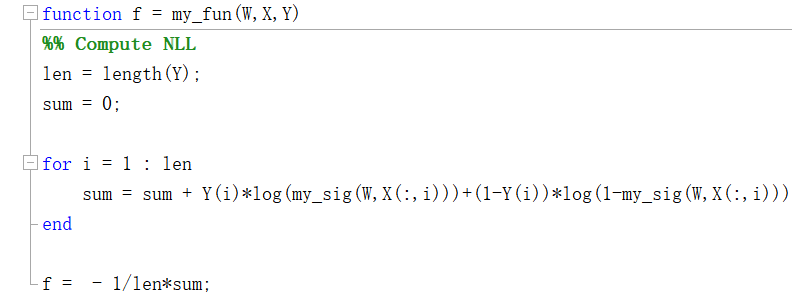 function f = my_fun(W,X,Y)
%% Compute NLL
len = length(Y);
sum = 0;
for i = 1 : len
sum = sum + Y(i)*log(my_sig(W,X(:,i)))+(1-Y(i))*log(1-my_sig(W,X(:,i)))
end
f =  - 1/len*sum;